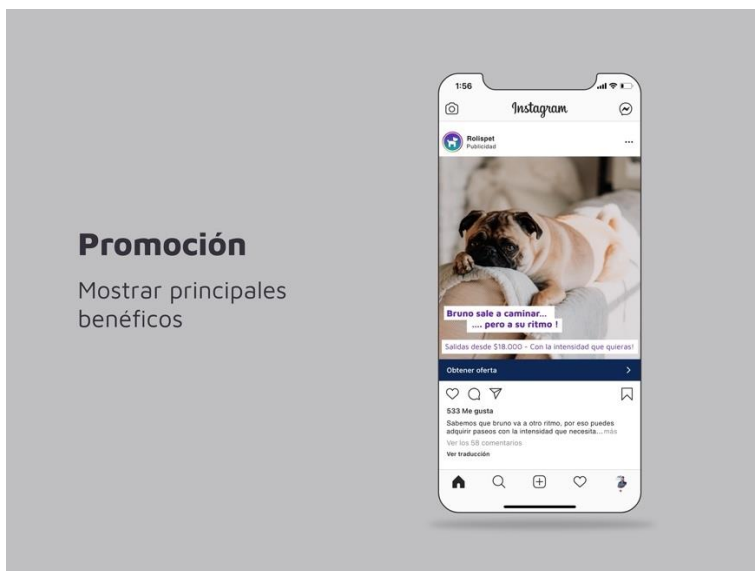 Promoción
Mostrar principales
benéficos
1:56
Instagram
Rolispet
Publicidad
Bruno sale a caminar...
.... pero a su ritmo !
Salidas desde $18.000 - Con la intensidad que quieras!
Obtener oferta
533 Me gusta
Sabemos que bruno va a otro ritmo, por eso puedes
adquirir paseos con la intensidad que necesita... más
Ver los 58 comentarios
Ver traducción